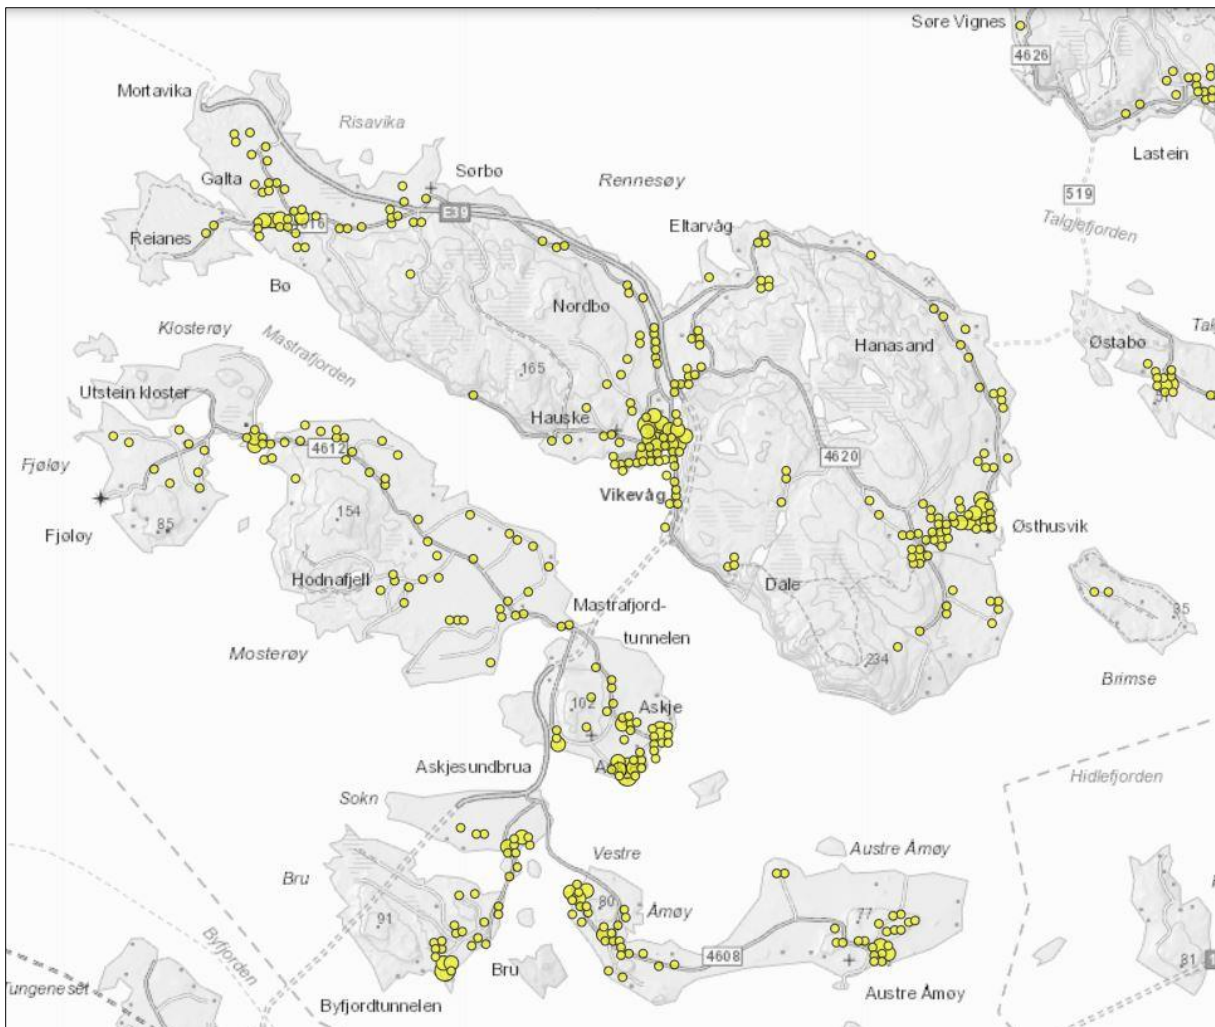 Søre Vignes
4626
Mortavika
Risavika
Lastein
Sørbø
Galta
Rennesøy
519
E39
Eltarvåg
Talgjefjorden
Reianes
Bø
Nordbø
Klosterøy
Mastrafjorden
Hanasand
Østabø
165
Utstein kloster
Hauske
4612
4620
Fjøløy
Vikevåg
154
85
Fjøløy
Østhusvik
Hodnafjell
Dale
Mastrafjord-
tunnelen
35
Mosterøy
234
Brimse
102
Askje
Askjesundbrua
Hidlefjorden
Sokn
Vestre
Austre Åmøy
Bru
80
Åmøy
77
91
Byfjorden
4608
Bru
81
Tungeneset
Byfjordtunnelen
Austre Åmøy